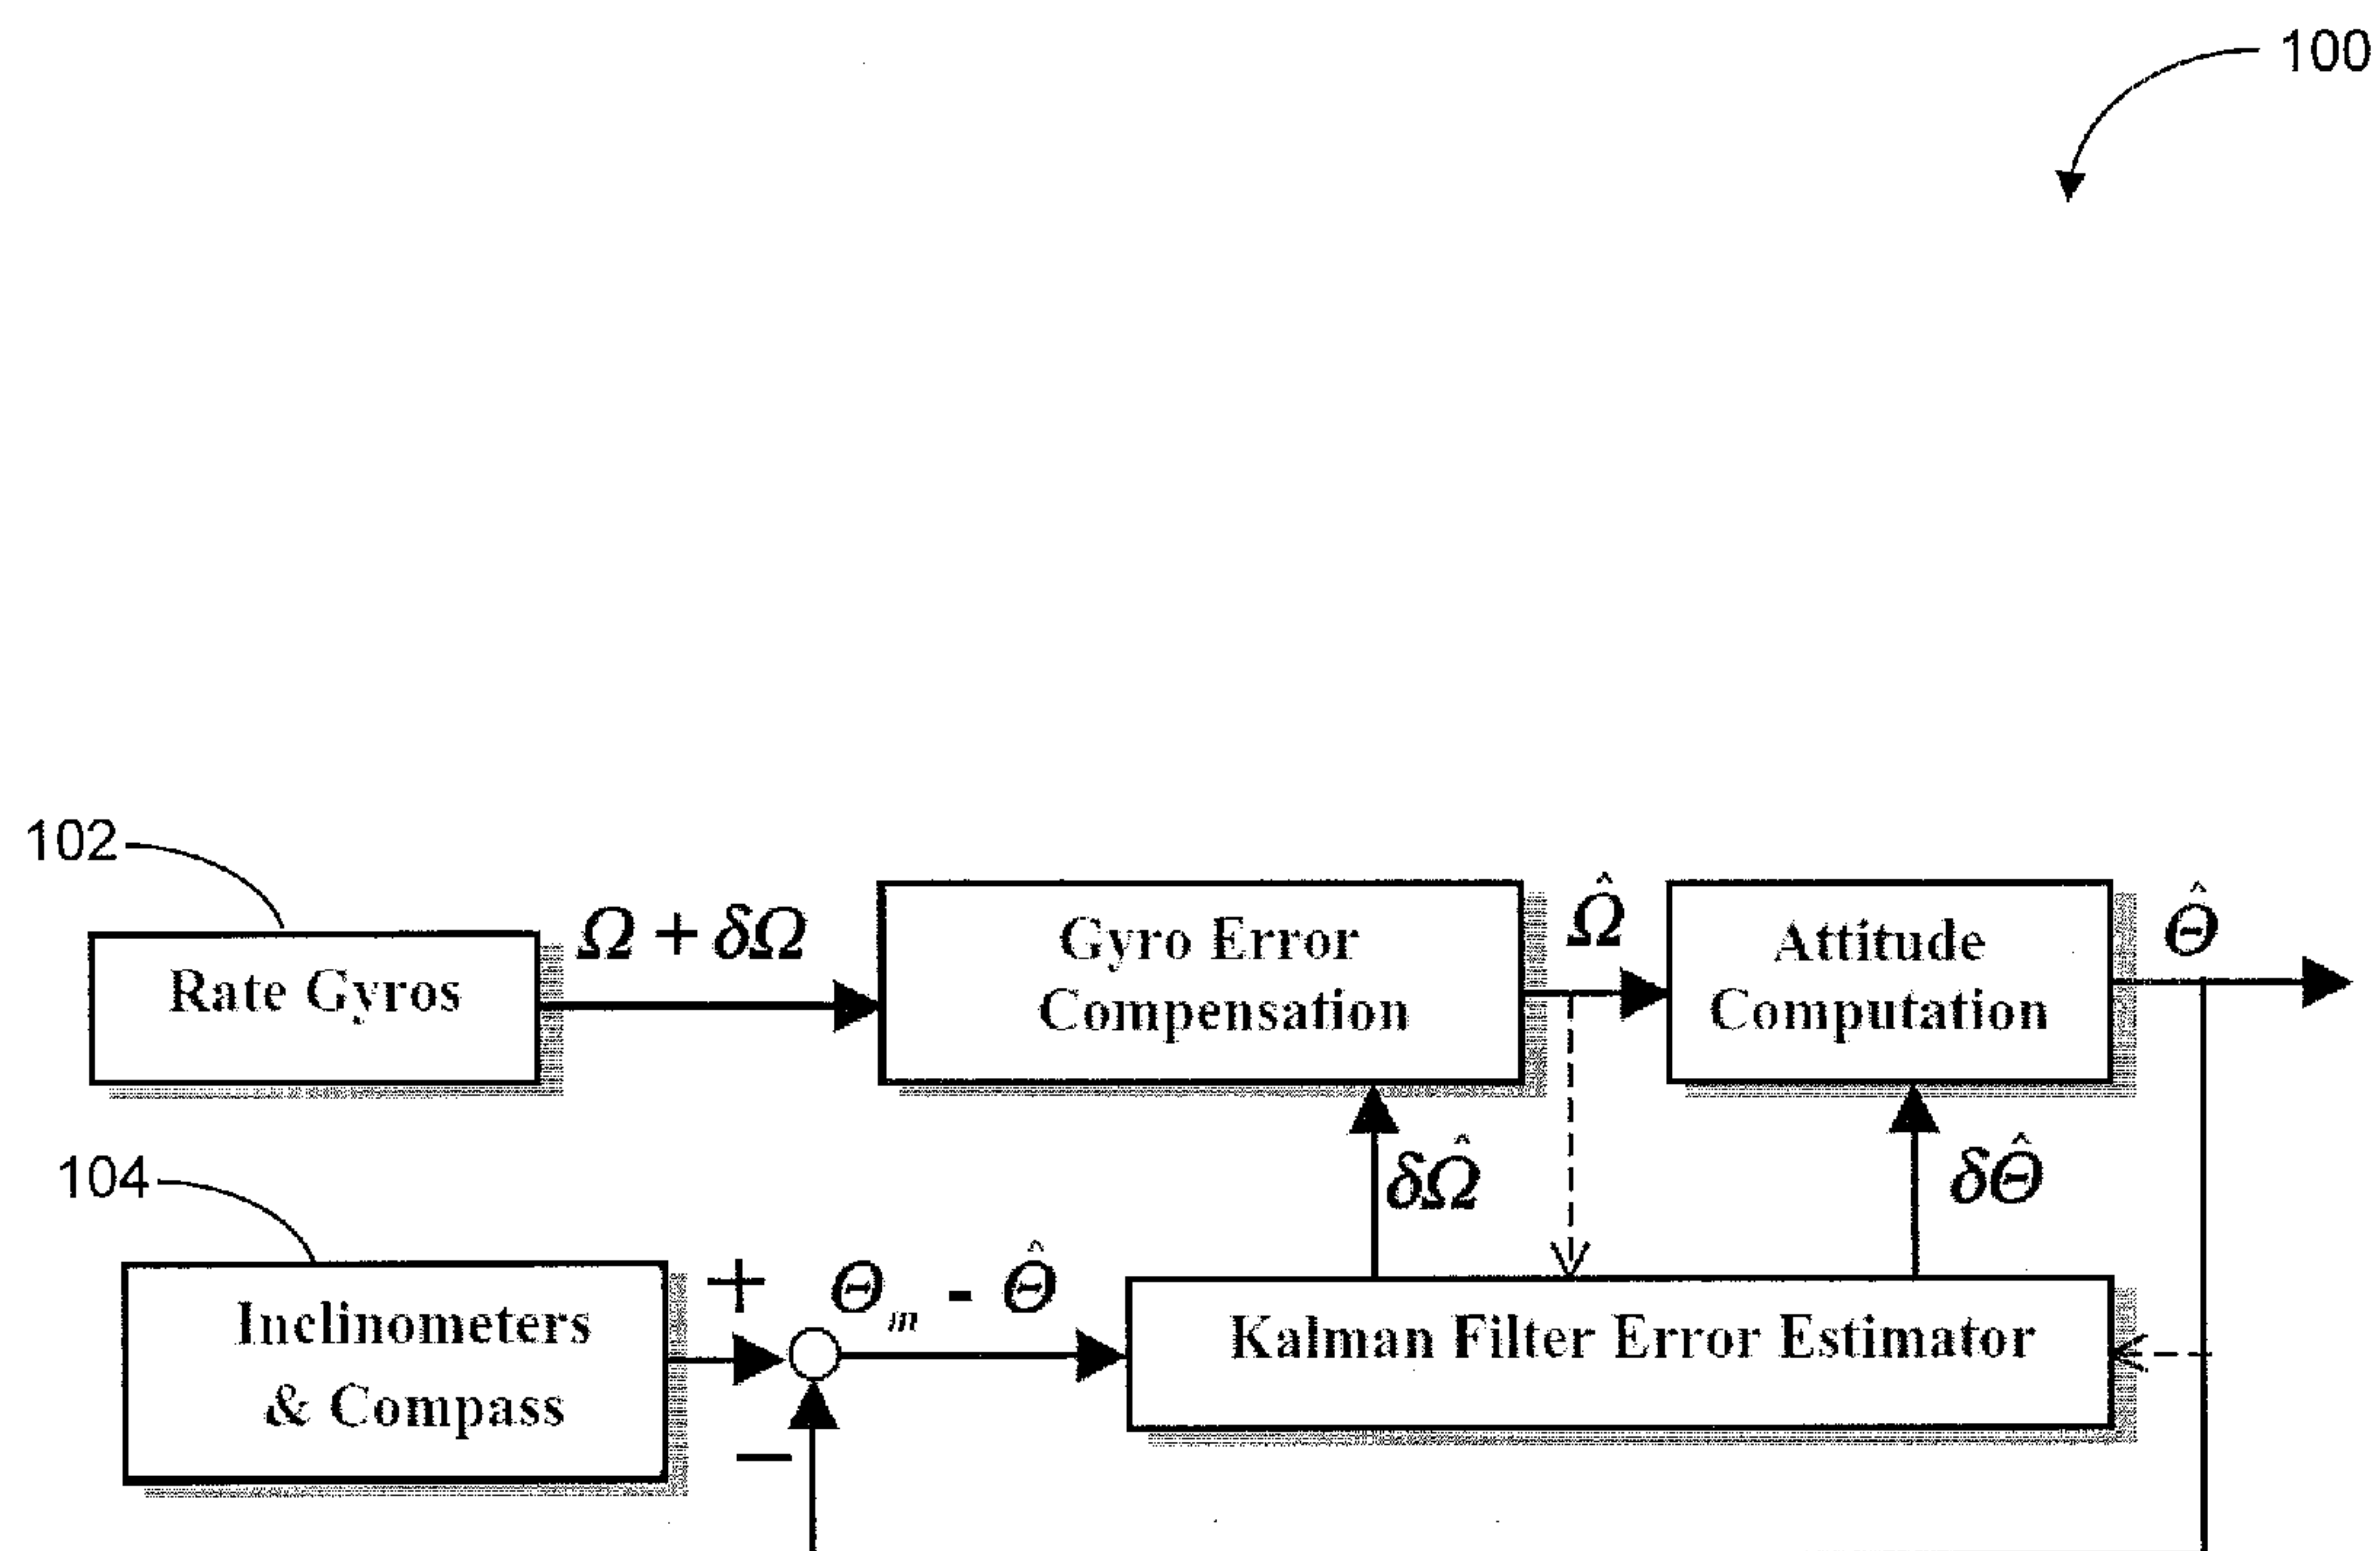 100
102
Ω + δΩ
Rate Gyros
Gyro Error
Compensation
Ω̂
Attitude
Computation
Θ̂
104
δΩ̂
δΘ̂
Inclinometers
& Compass
+
Θm - Θ̂
−
Kalman Filter Error Estimator